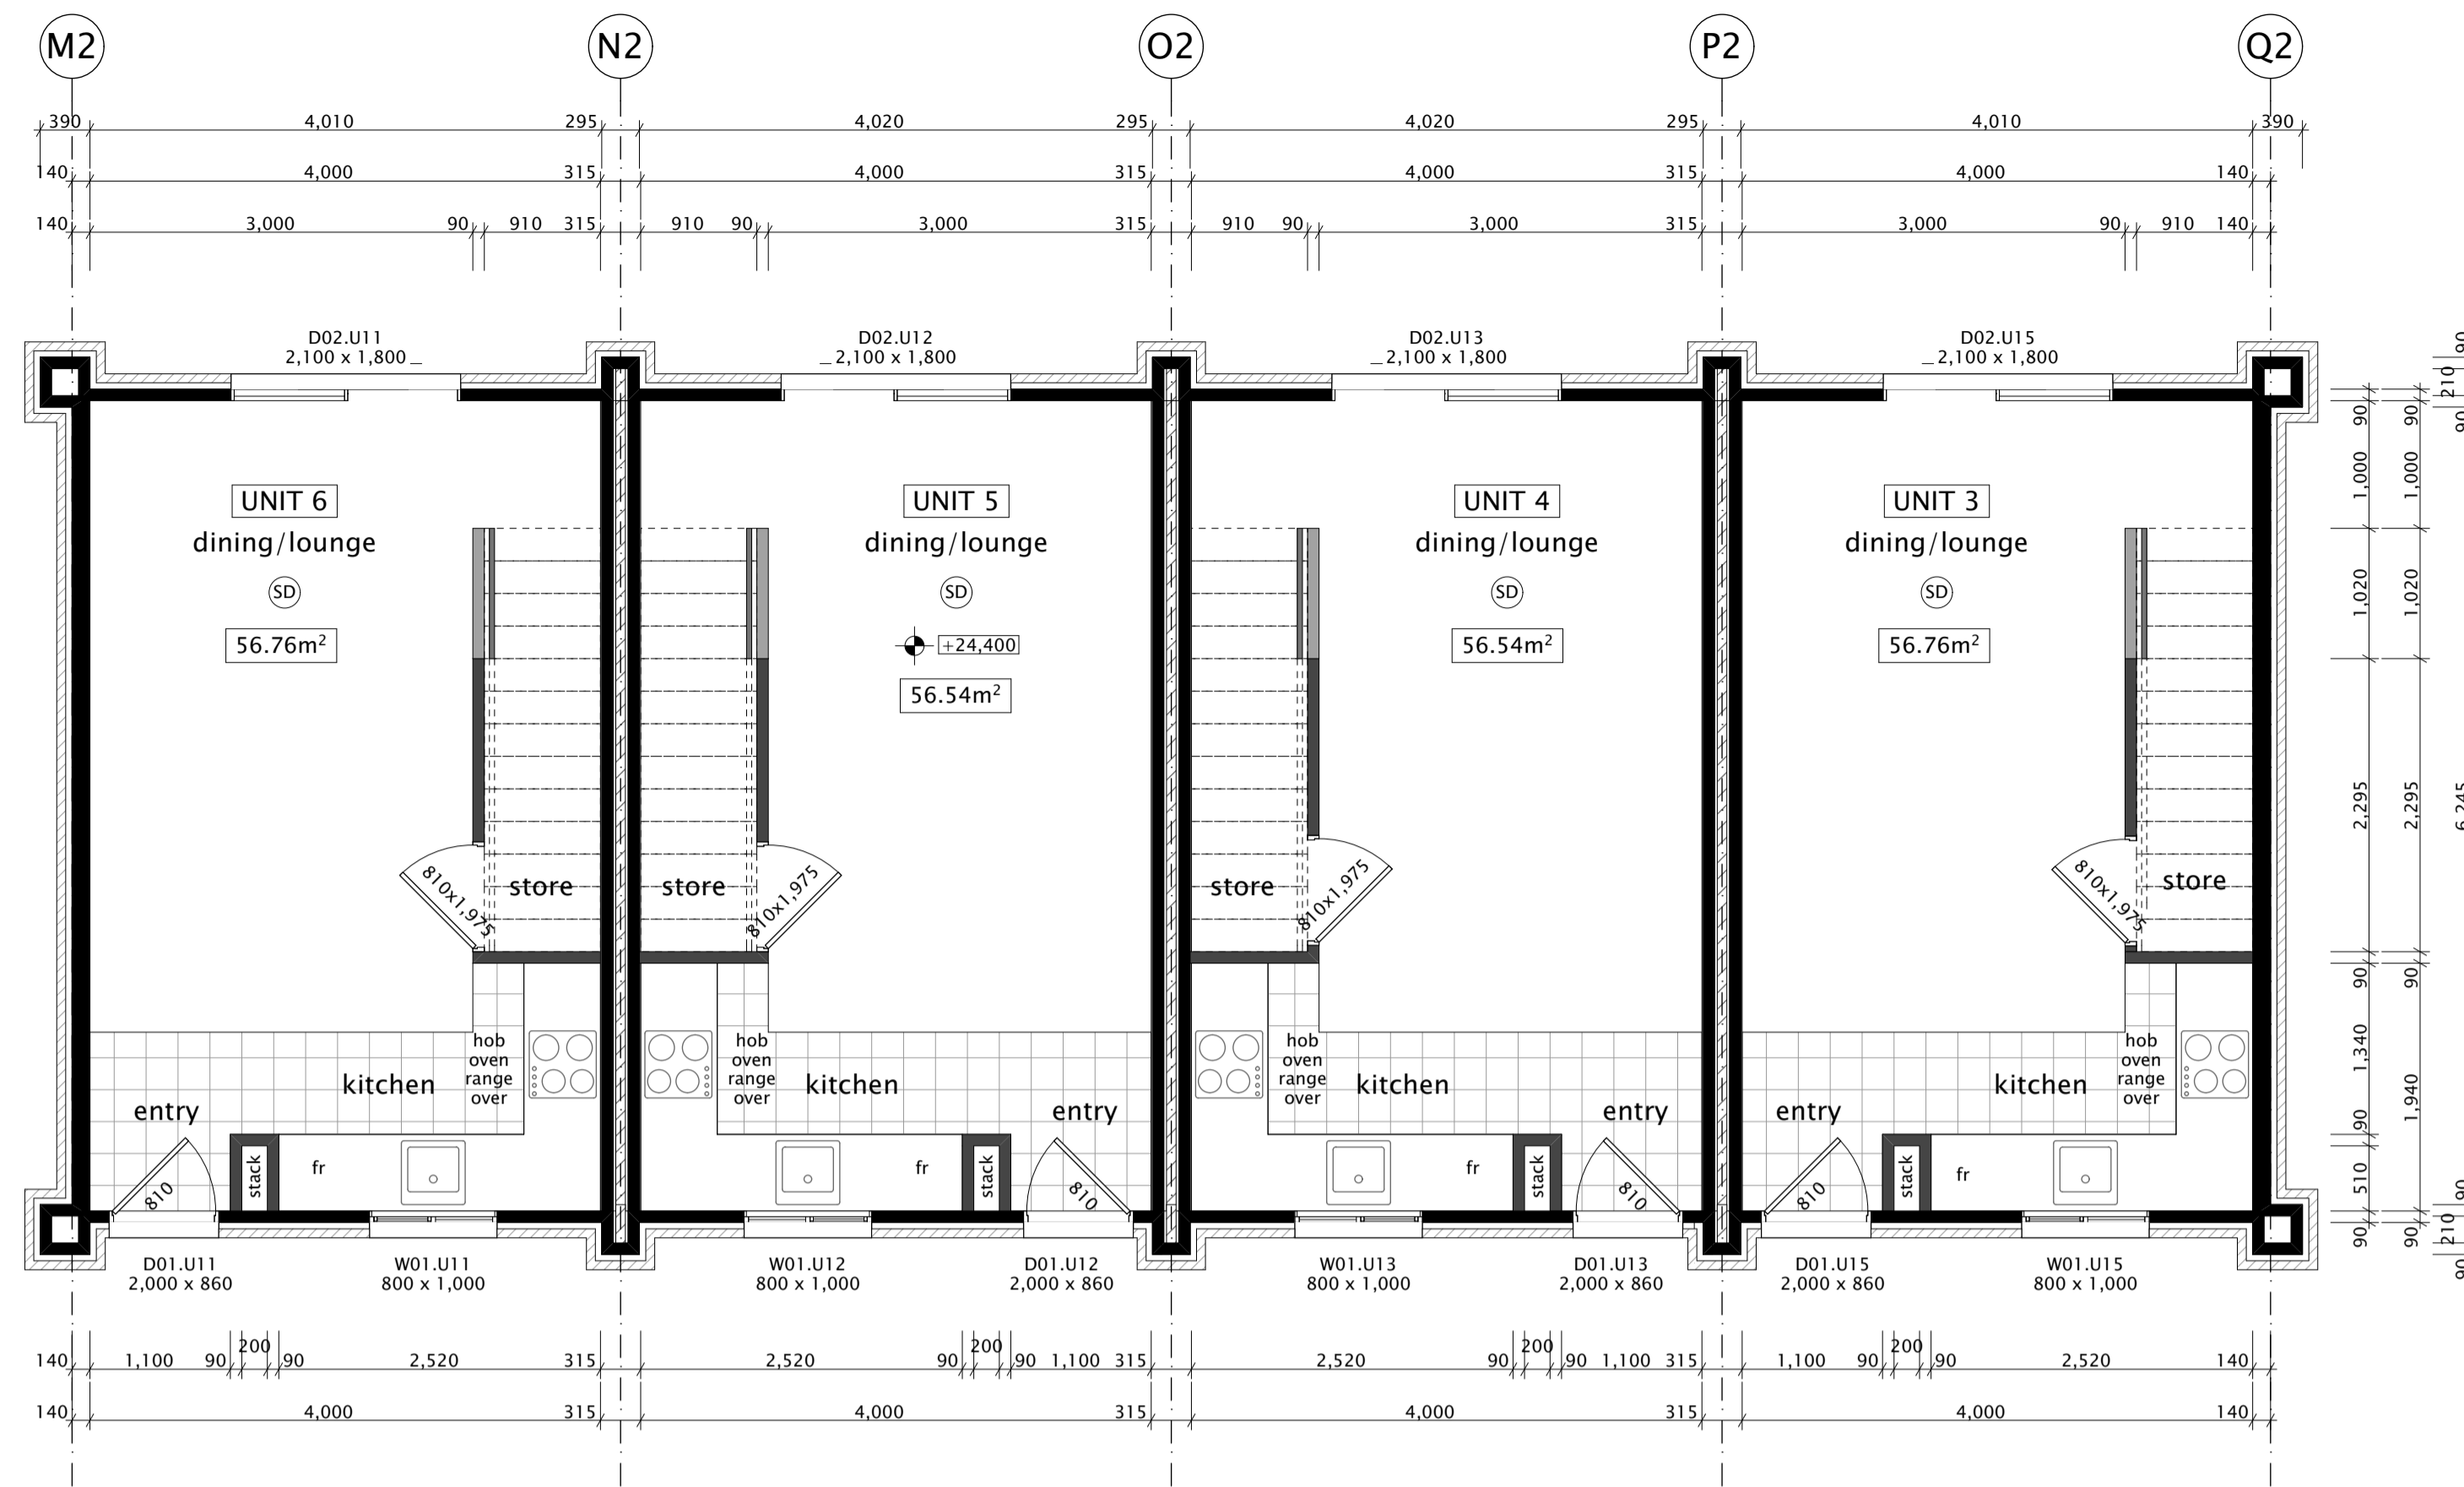 M2 N2 O2 P2 Q2
390 4,010 295 4,020 295 4,020 295 4,010 390
140 4,000 315 4,000 315 4,000 315 4,000 140
140 3,000 90 910 315 910 90 3,000 315 910 90 3,000 315 3,000 90 910 140
D02.U11 D02.U12 D02.U13 D02.U15
2,100 x 1,800 2,100 x 1,800 2,100 x 1,800 2,100 x 1,800
UNIT 6 UNIT 5 UNIT 4 UNIT 3
dining/lounge dining/lounge dining/lounge dining/lounge
SD SD SD SD
56.76m² +24,400 56.54m² 56.76m²
56.54m²
810x1,975 810x1,975 810x1,975 810x1,975
store store store store
hob hob hob hob
oven oven oven oven
range range range range
over over over over
kitchen kitchen kitchen kitchen
entry entry entry entry
810 stack fr fr stack 810 fr stack 810 810 stack fr
D01.U11 W01.U11 W01.U12 D01.U12 W01.U13 D01.U13 D01.U15 W01.U15
2,000 x 860 800 x 1,000 800 x 1,000 2,000 x 860 800 x 1,000 2,000 x 860 2,000 x 860 800 x 1,000
200 200 200 200
140 1,100 90 90 2,520 315 2,520 90 90 1,100 315 2,520 90 90 1,100 315 1,100 90 90 2,520 140
140 4,000 315 4,000 315 4,000 315 4,000 140
90 1,000 1,020 2,295 90 1,340 90 510 90
90 1,000 1,020 2,295 90 1,940 90
90 210 90 6,245 90 210 90